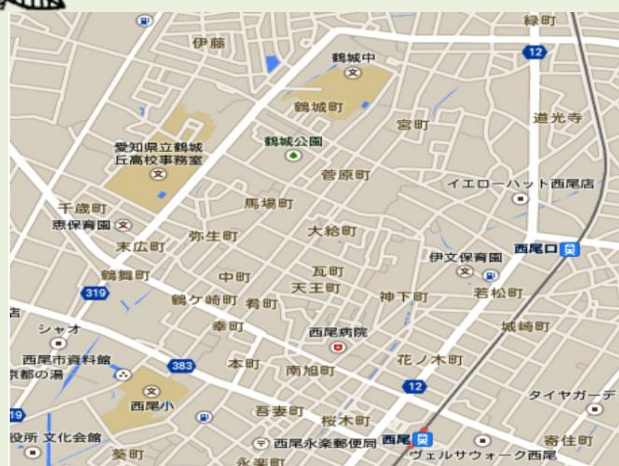 緑町
伊藤
12
鶴城中
鶴城町
宮町
道光寺
鶴城公園
愛知県立鶴城
丘高校事務室
菅原町
イエローハット西尾店
千歳町
馬場町
恵保育園
弥生町
大給町
末広町
西尾口
伊文保育園
鶴舞町
中町
瓦町
天王町
若松町
神下町
319
鶴ケ崎町
肴町
店
幸町
城崎町
シャオ
西尾病院
383
西尾市資料館
京都の湯
本町
花ノ木町
南旭町
12
西尾小
タイヤガーデ
19
吾妻町
桜木町
役所 文化会館
西尾永楽郵便局
西尾
寄住町
ヴェルサウォーク西尾
葵町
永楽町